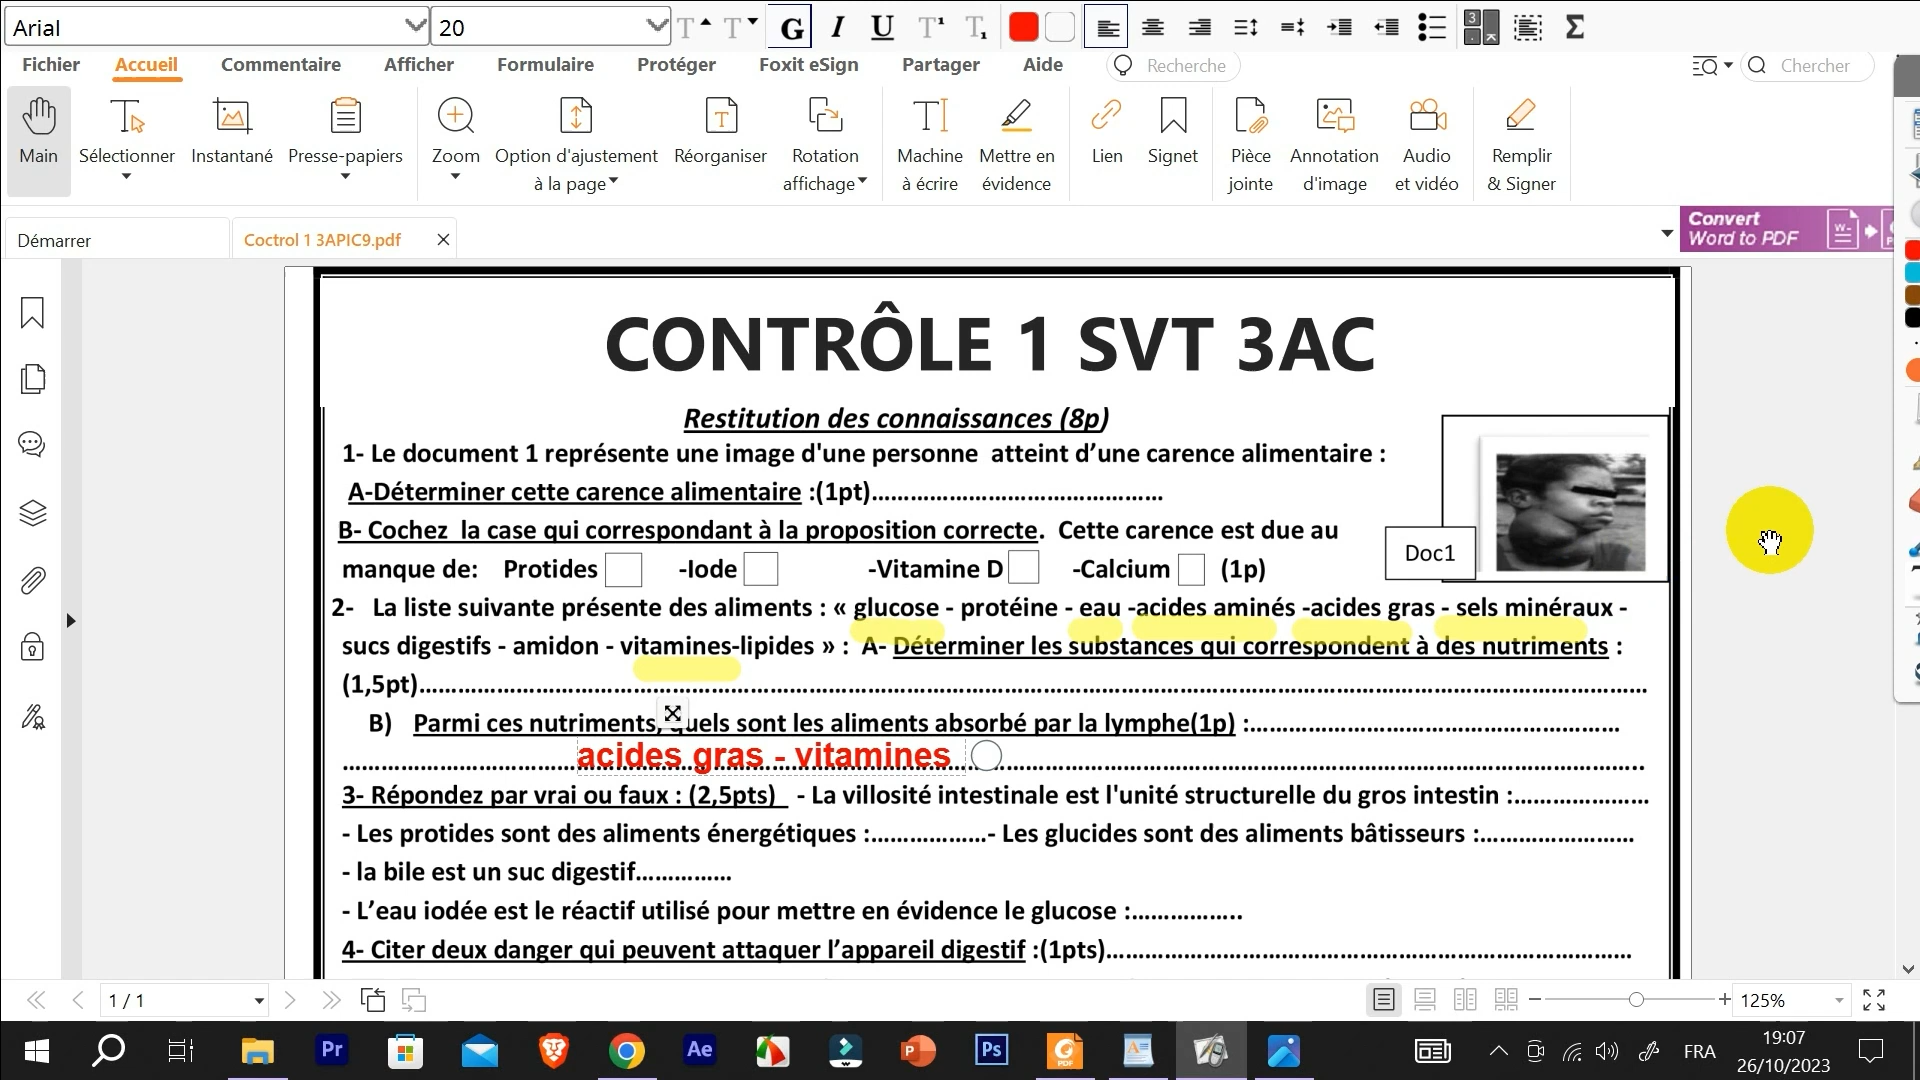 Arial
20
G I U T¹ T₁
Fichier Accueil Commentaire Afficher Formulaire Protéger Foxit eSign Partager Aide Recherche Chercher
Main Sélectionner Instantané Presse-papiers Zoom Option d'ajustement à la page Réorganiser Rotation affichage Machine à écrire Mettre en évidence Lien Signet Pièce jointe Annotation d'image Audio et vidéo Remplir & Signer
Démarrer
Coctrol 1 3APIC9.pdf
Convert
Word to PDF
CONTRÔLE 1 SVT 3AC
Restitution des connaissances (8p)
1- Le document 1 représente une image d'une personne atteint d’une carence alimentaire :
A-Déterminer cette carence alimentaire :(1pt)……………………………………
B- Cochez la case qui correspondant à la proposition correcte. Cette carence est due au
manque de: Protides -Iode -Vitamine D -Calcium (1p)
Doc1
2- La liste suivante présente des aliments : « glucose - protéine - eau -acides aminés -acides gras - sels minéraux -
sucs digestifs - amidon - vitamines-lipides » : A- Déterminer les substances qui correspondent à des nutriments :
(1,5pt)……………………………………………………………………………………………………………………
B) Parmi ces nutriments, quels sont les aliments absorbé par la lymphe(1p) :………………………………………
acides gras - vitamines
3- Répondez par vrai ou faux : (2,5pts) - La villosité intestinale est l'unité structurelle du gros intestin :…………………
- Les protides sont des aliments énergétiques :………………- Les glucides sont des aliments bâtisseurs :…………………
- la bile est un suc digestif……………
- L’eau iodée est le réactif utilisé pour mettre en évidence le glucose :……………..
4- Citer deux danger qui peuvent attaquer l’appareil digestif :(1pts)………………………………………………………………
1 / 1
125%
Pr
Ae
P
Ps
FRA
19:07
26/10/2023